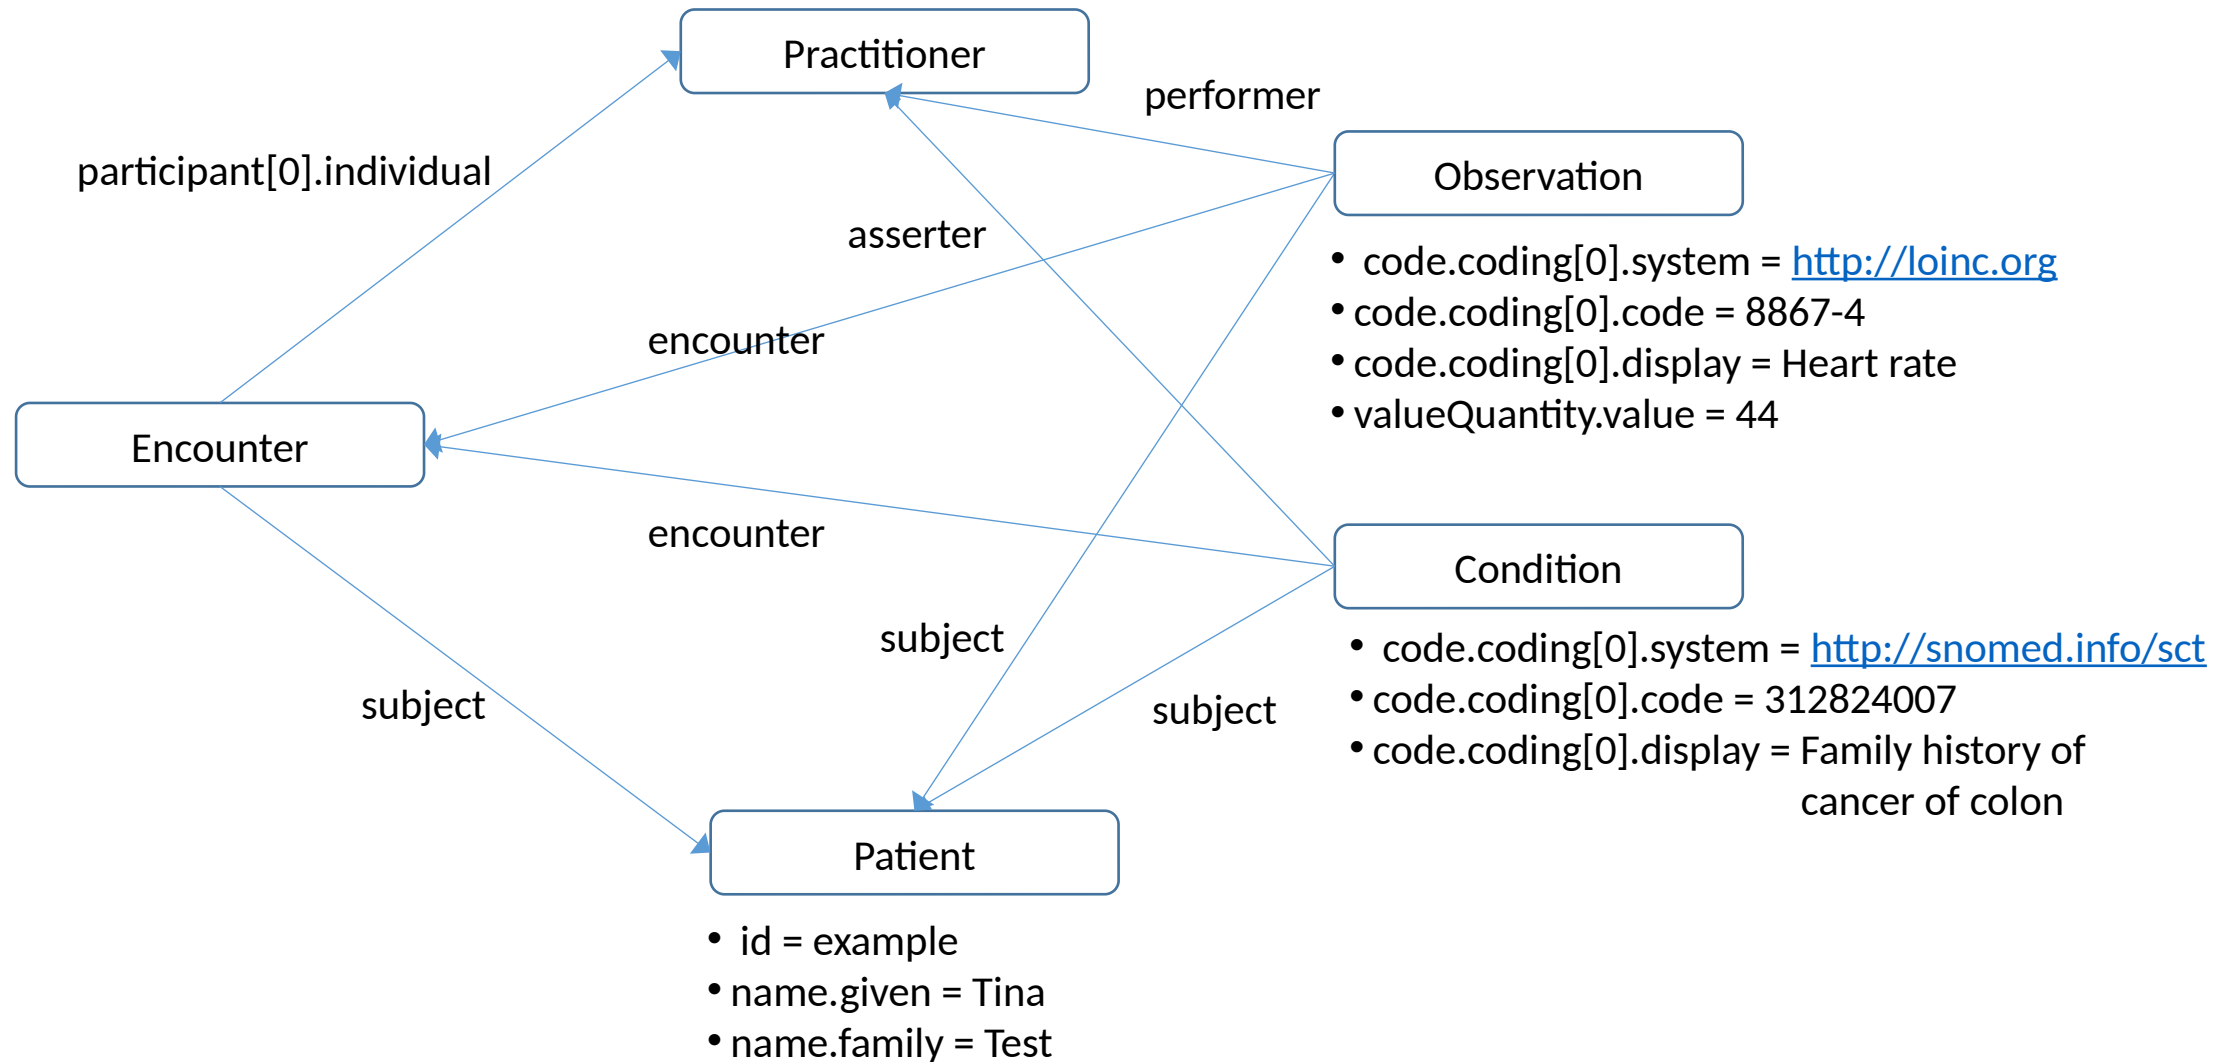 Practitioner
performer
participant[0].individual
Observation
asserter
• code.coding[0].system = http://loinc.org
• code.coding[0].code = 8867-4
encounter
• code.coding[0].display = Heart rate
• valueQuantity.value = 44
Encounter
encounter
Condition
subject
• code.coding[0].system = http://snomed.info/sct
• code.coding[0].code = 312824007
subject
subject
• code.coding[0].display = Family history of
cancer of colon
Patient
• id = example
• name.given = Tina
• name.family = Test